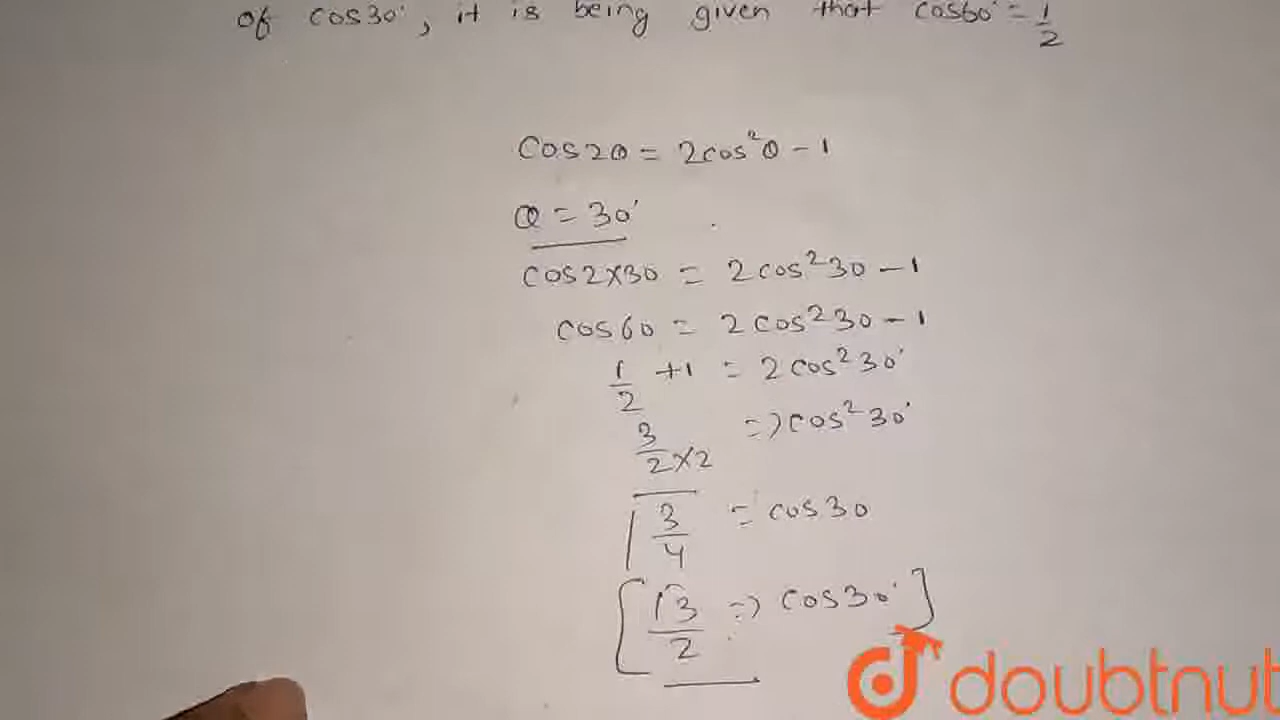 of cos30°, it is being given that cos60° = 1/2
cos2θ = 2cos²θ - 1
θ = 30°
cos2×30 = 2cos²30 - 1
cos60 = 2cos²30 - 1
1/2 + 1 = 2cos²30°
3/2×2 => cos²30°
√3/4 = cos30
[√3/2 => cos30°]
doubtnut